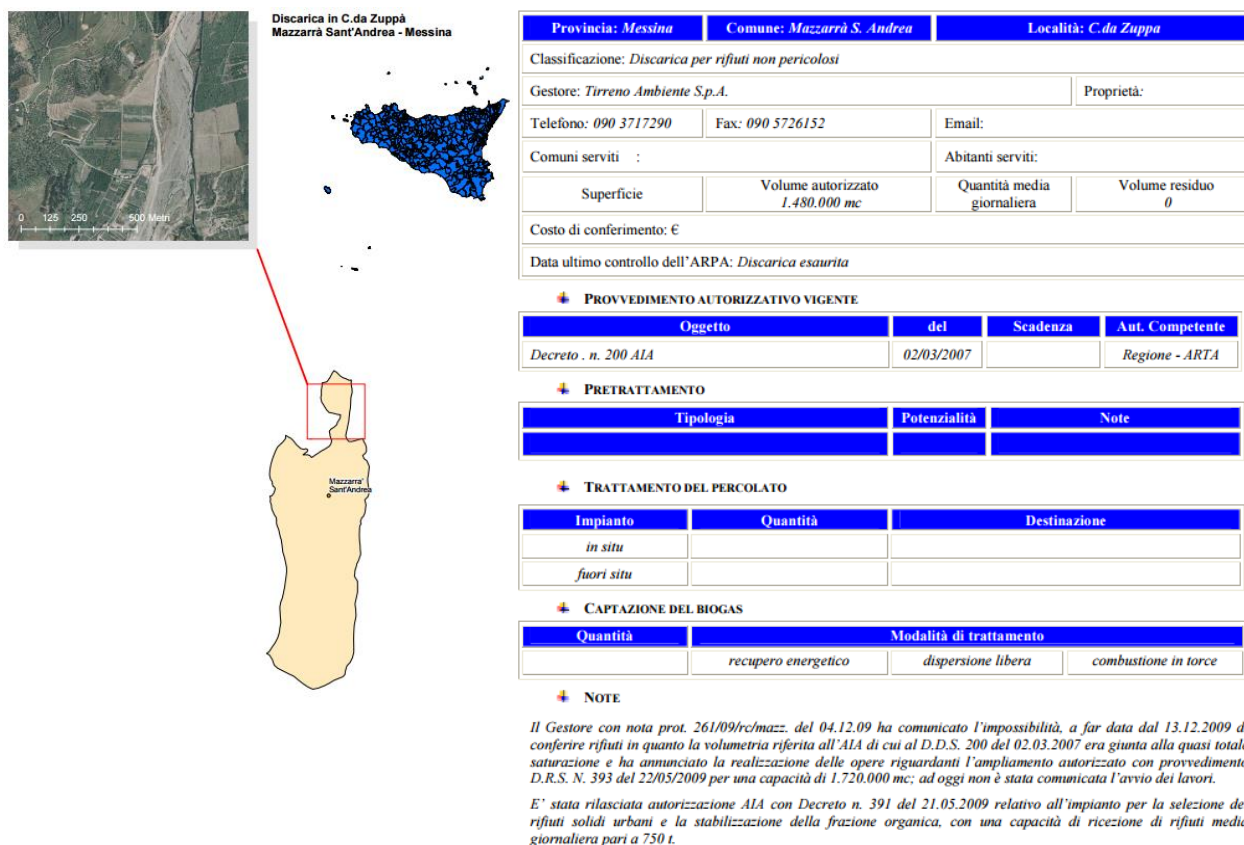 Discarica in C.da Zuppà
Mazzarrà Sant'Andrea - Messina
0 125 250 500 Metri
Mazzarra'
Sant'Andrea
Provincia: Messina Comune: Mazzarrà S. Andrea Località: C.da Zuppa
Classificazione: Discarica per rifiuti non pericolosi
Gestore: Tirreno Ambiente S.p.A. Proprietà:
Telefono: 090 3717290 Fax: 090 5726152 Email:
Comuni serviti : Abitanti serviti:
Superficie Volume autorizzato Quantità media Volume residuo
1.480.000 mc giornaliera 0
Costo di conferimento: €
Data ultimo controllo dell'ARPA: Discarica esaurita
PROVVEDIMENTO AUTORIZZATIVO VIGENTE
Oggetto del Scadenza Aut. Competente
Decreto . n. 200 AIA 02/03/2007 Regione - ARTA
PRETRATTAMENTO
Tipologia Potenzialità Note
TRATTAMENTO DEL PERCOLATO
Impianto Quantità Destinazione
in situ
fuori situ
CAPTAZIONE DEL BIOGAS
Quantità Modalità di trattamento
recupero energetico dispersione libera combustione in torce
NOTE
Il Gestore con nota prot. 261/09/rc/mazz. del 04.12.09 ha comunicato l'impossibilità, a far data dal 13.12.2009 d
conferire rifiuti in quanto la volumetria riferita all'AIA di cui al D.D.S. 200 del 02.03.2007 era giunta alla quasi total
saturazione e ha annunciato la realizzazione delle opere riguardanti l'ampliamento autorizzato con provvedimento
D.R.S. N. 393 del 22/05/2009 per una capacità di 1.720.000 mc; ad oggi non è stata comunicata l'avvio dei lavori.
E' stata rilasciata autorizzazione AIA con Decreto n. 391 del 21.05.2009 relativo all'impianto per la selezione de
rifiuti solidi urbani e la stabilizzazione della frazione organica, con una capacità di ricezione di rifiuti media
giornaliera pari a 750 t.